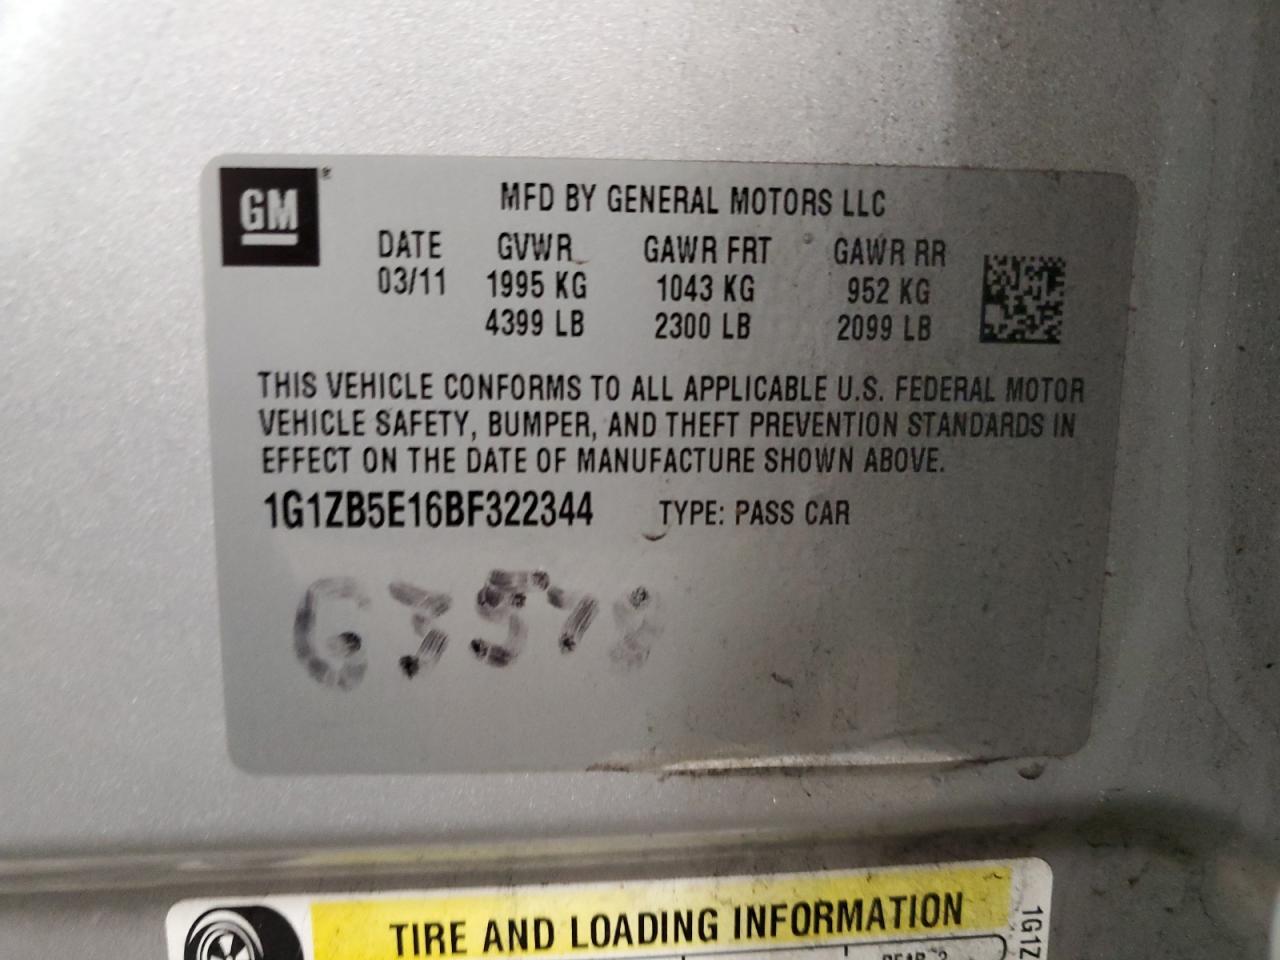 GM®
MFD BY GENERAL MOTORS LLC
DATE GVWR GAWR FRT GAWR RR
03/11 1995 KG 1043 KG 952 KG
4399 LB 2300 LB 2099 LB
THIS VEHICLE CONFORMS TO ALL APPLICABLE U.S. FEDERAL MOTOR
VEHICLE SAFETY, BUMPER, AND THEFT PREVENTION STANDARDS IN
EFFECT ON THE DATE OF MANUFACTURE SHOWN ABOVE.
1G1ZB5E16BF322344 TYPE: PASS CAR
TIRE AND LOADING INFORMATION
1G1Z